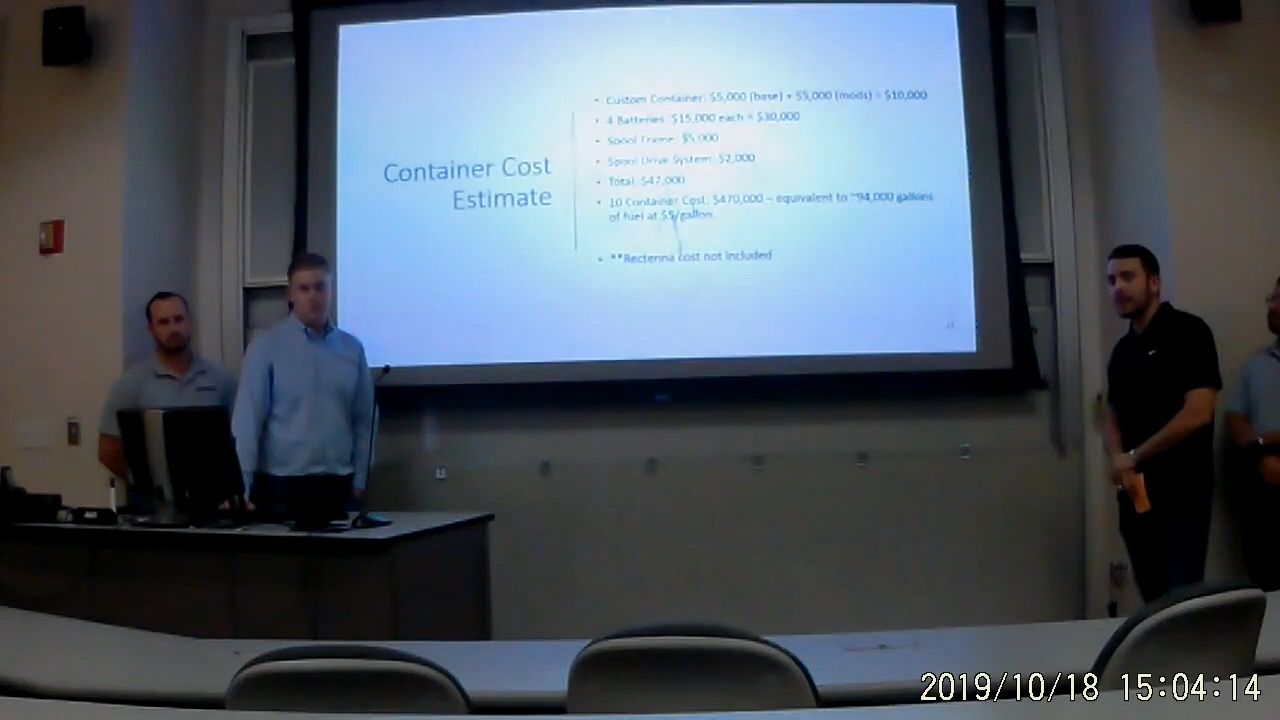 Container Cost
Estimate
• Custom Container: $5,000 (base) + $5,000 (mods) = $10,000
• 4 Batteries: $15,000 each = $30,000
• Spool Frame: $5,000
• Spool Drive System: $2,000
• Total: $47,000
• 10 Container Cost: $470,000 – equivalent to ~94,000 gallons
of fuel at $5/gallon
• **Rectenna cost not included
2019/10/18 15:04:14